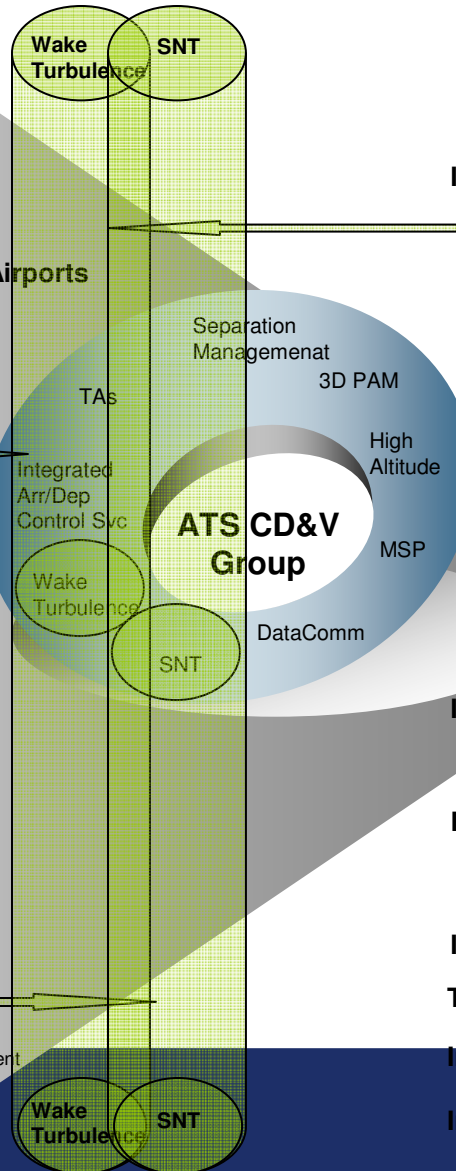 Wake
Turbulence
SNT
Airports
Separation
Managemenat
3D PAM
TAs
High
Altitude
Integrated
Arr/Dep
Control Svc
ATS CD&V
Group
MSP
Wake
Turbulence
DataComm
SNT
Wake
Turbulence
SNT